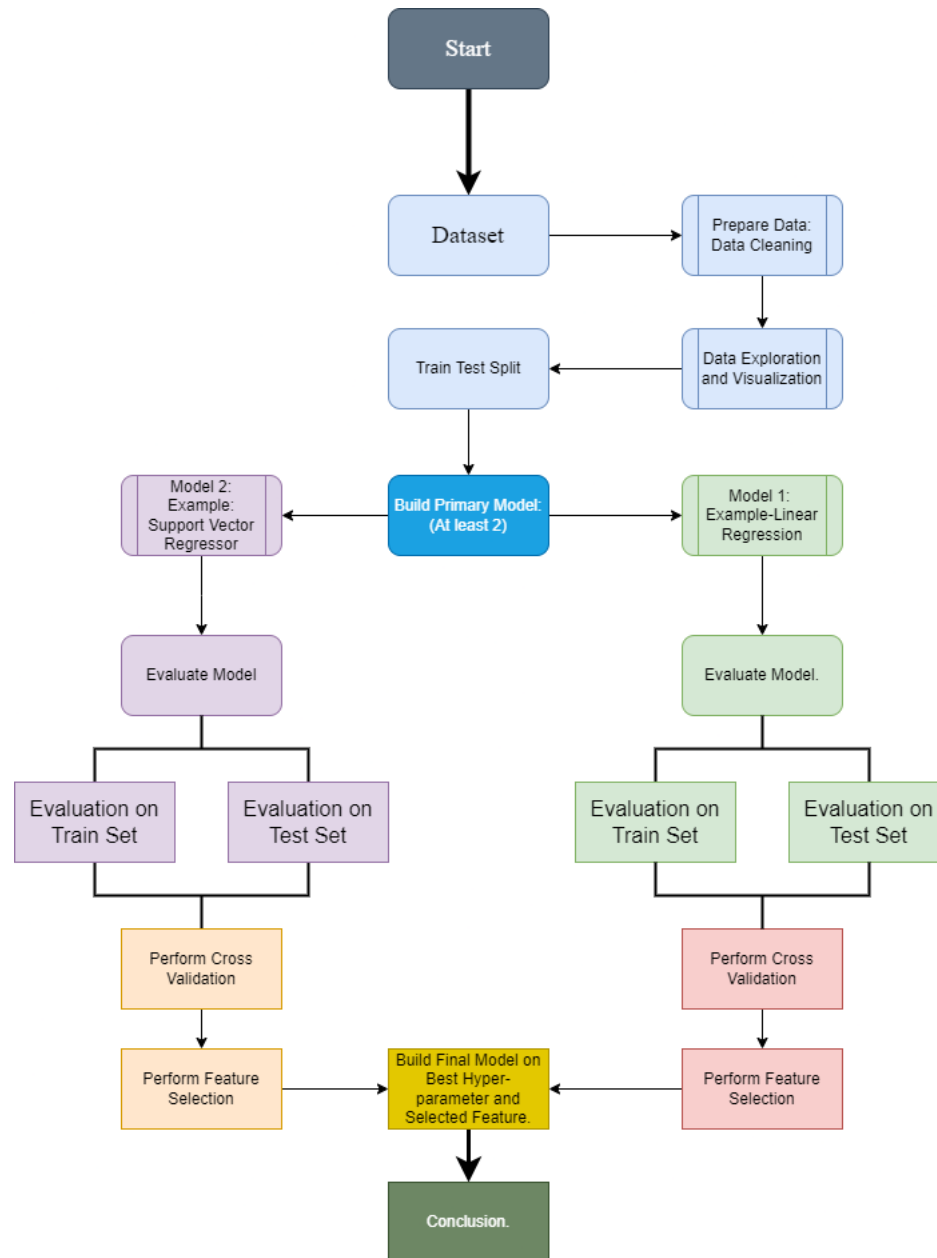 Start
Dataset
Prepare Data:
Data Cleaning
Train Test Split
Data Exploration
and Visualization
Model 2:
Example:
Support Vector
Regressor
Build Primary Model:
(At least 2)
Model 1:
Example-Linear
Regression
Evaluate Model
Evaluate Model.
Evaluation on
Train Set
Evaluation on
Test Set
Evaluation on
Train Set
Evaluation on
Test Set
Perform Cross
Validation
Perform Cross
Validation
Perform Feature
Selection
Build Final Model on
Best Hyper-
parameter and
Selected Feature.
Perform Feature
Selection
Conclusion.